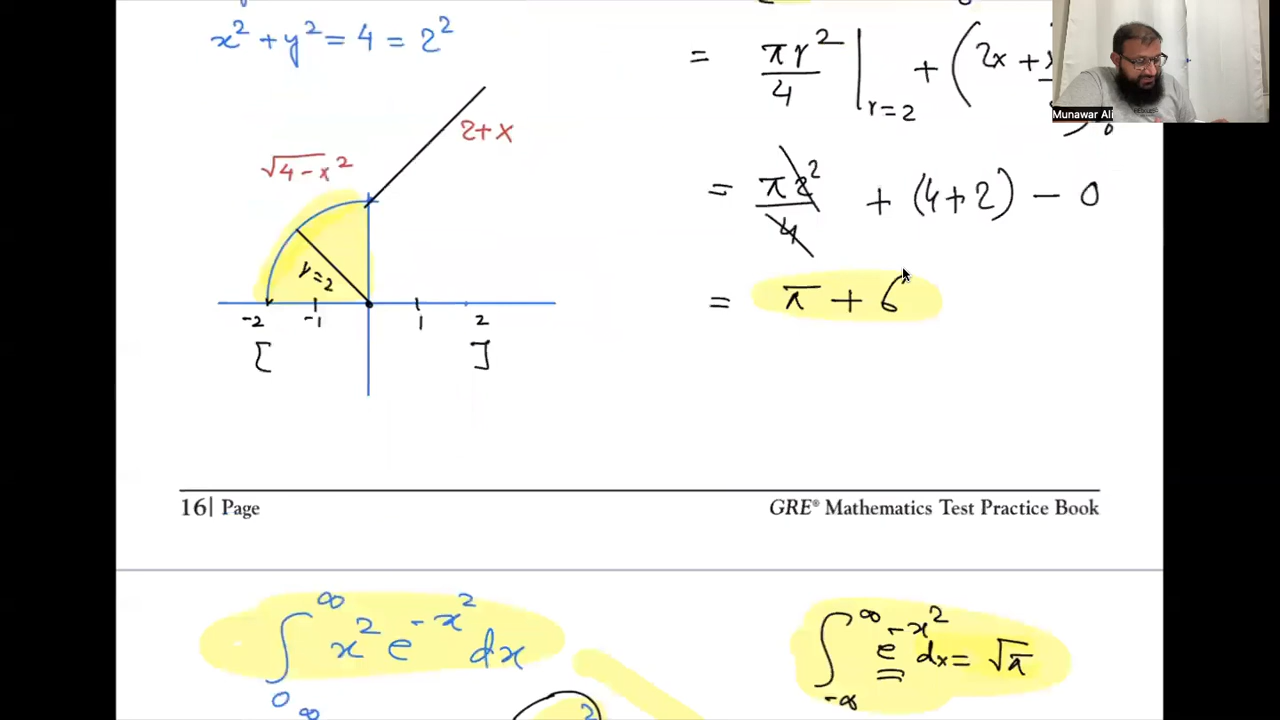 x² + y² = 4 = 2²
= πr²/4 |r=2 + (2x + x
2+x
√4-x²
r=2
-2 -1 1 2
[ ]
= π2²/4 + (4+2) - 0
= π + 6
Munawar Ali
16| Page
GRE® Mathematics Test Practice Book
∫₀^∞ x² e^-x² dx
∫-∞^∞ e^-x² dx = √π
∞
2